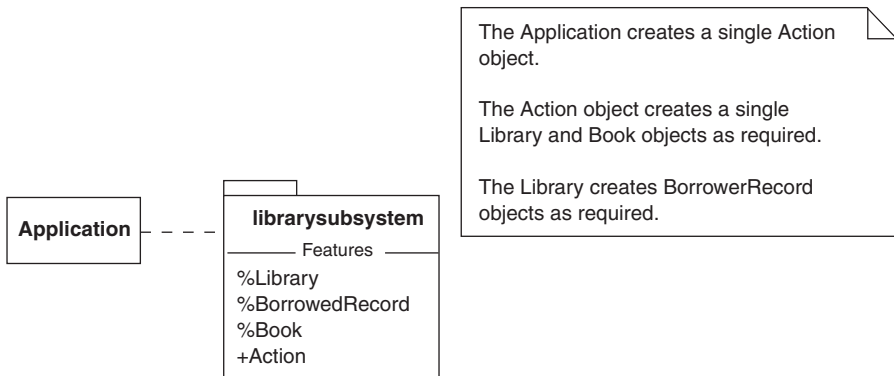 The Application creates a single Action
object.
The Action object creates a single
Library and Book objects as required.
The Library creates BorrowerRecord
objects as required.
Application
librarysubsystem
Features
%Library
%BorrowedRecord
%Book
+Action